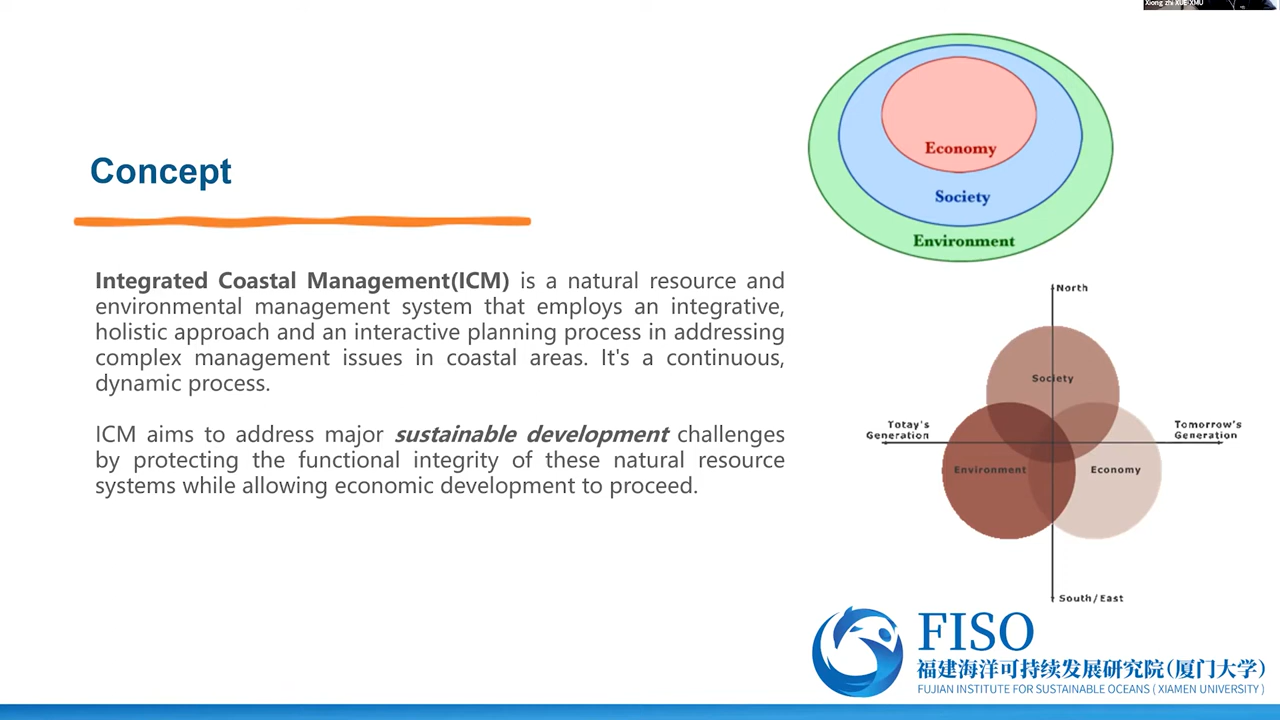 Xiong zhi XUE-XMU
Economy
Society
Environment
Concept
Integrated Coastal Management(ICM) is a natural resource and
environmental management system that employs an integrative,
holistic approach and an interactive planning process in addressing
complex management issues in coastal areas. It's a continuous,
dynamic process.
ICM aims to address major sustainable development challenges
by protecting the functional integrity of these natural resource
systems while allowing economic development to proceed.
North
Society
Totay's
Generation
Tomorrow's
Generation
Environment
Economy
South/East
FISO
福建海洋可持续发展研究院(厦门大学)
FUJIAN INSTITUTE FOR SUSTAINABLE OCEANS ( XIAMEN UNIVERSITY )